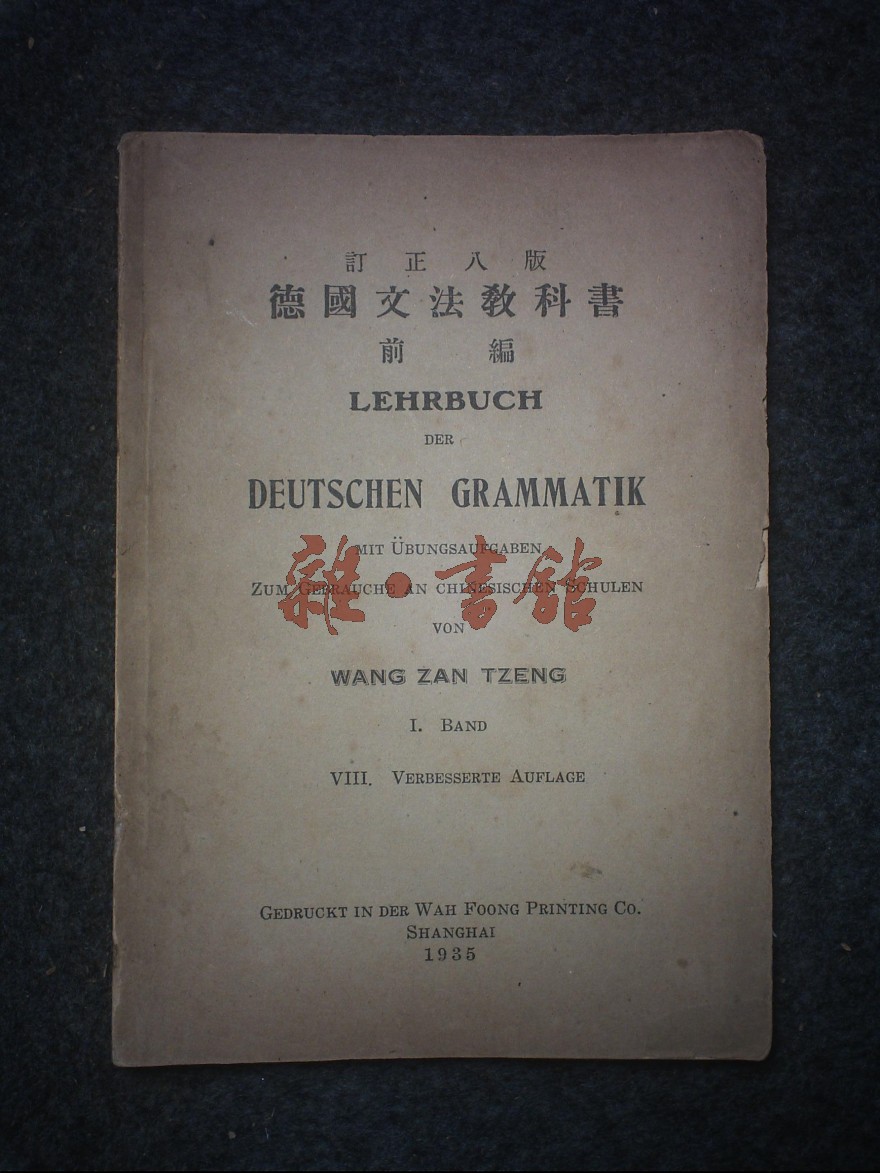 訂正八版
德國文法教科書
前編
LEHRBUCH
DER
DEUTSCHEN GRAMMATIK
MIT ÜBUNGSAUFGABEN
ZUM GEBRAUCHE AN CHINESISCHEN SCHULEN
VON
WANG ZAN TZENG
I. BAND
VIII. VERBESSERTE AUFLAGE
GEDRUCKT IN DER WAH FOONG PRINTING CO.
SHANGHAI
1935
雜·書館